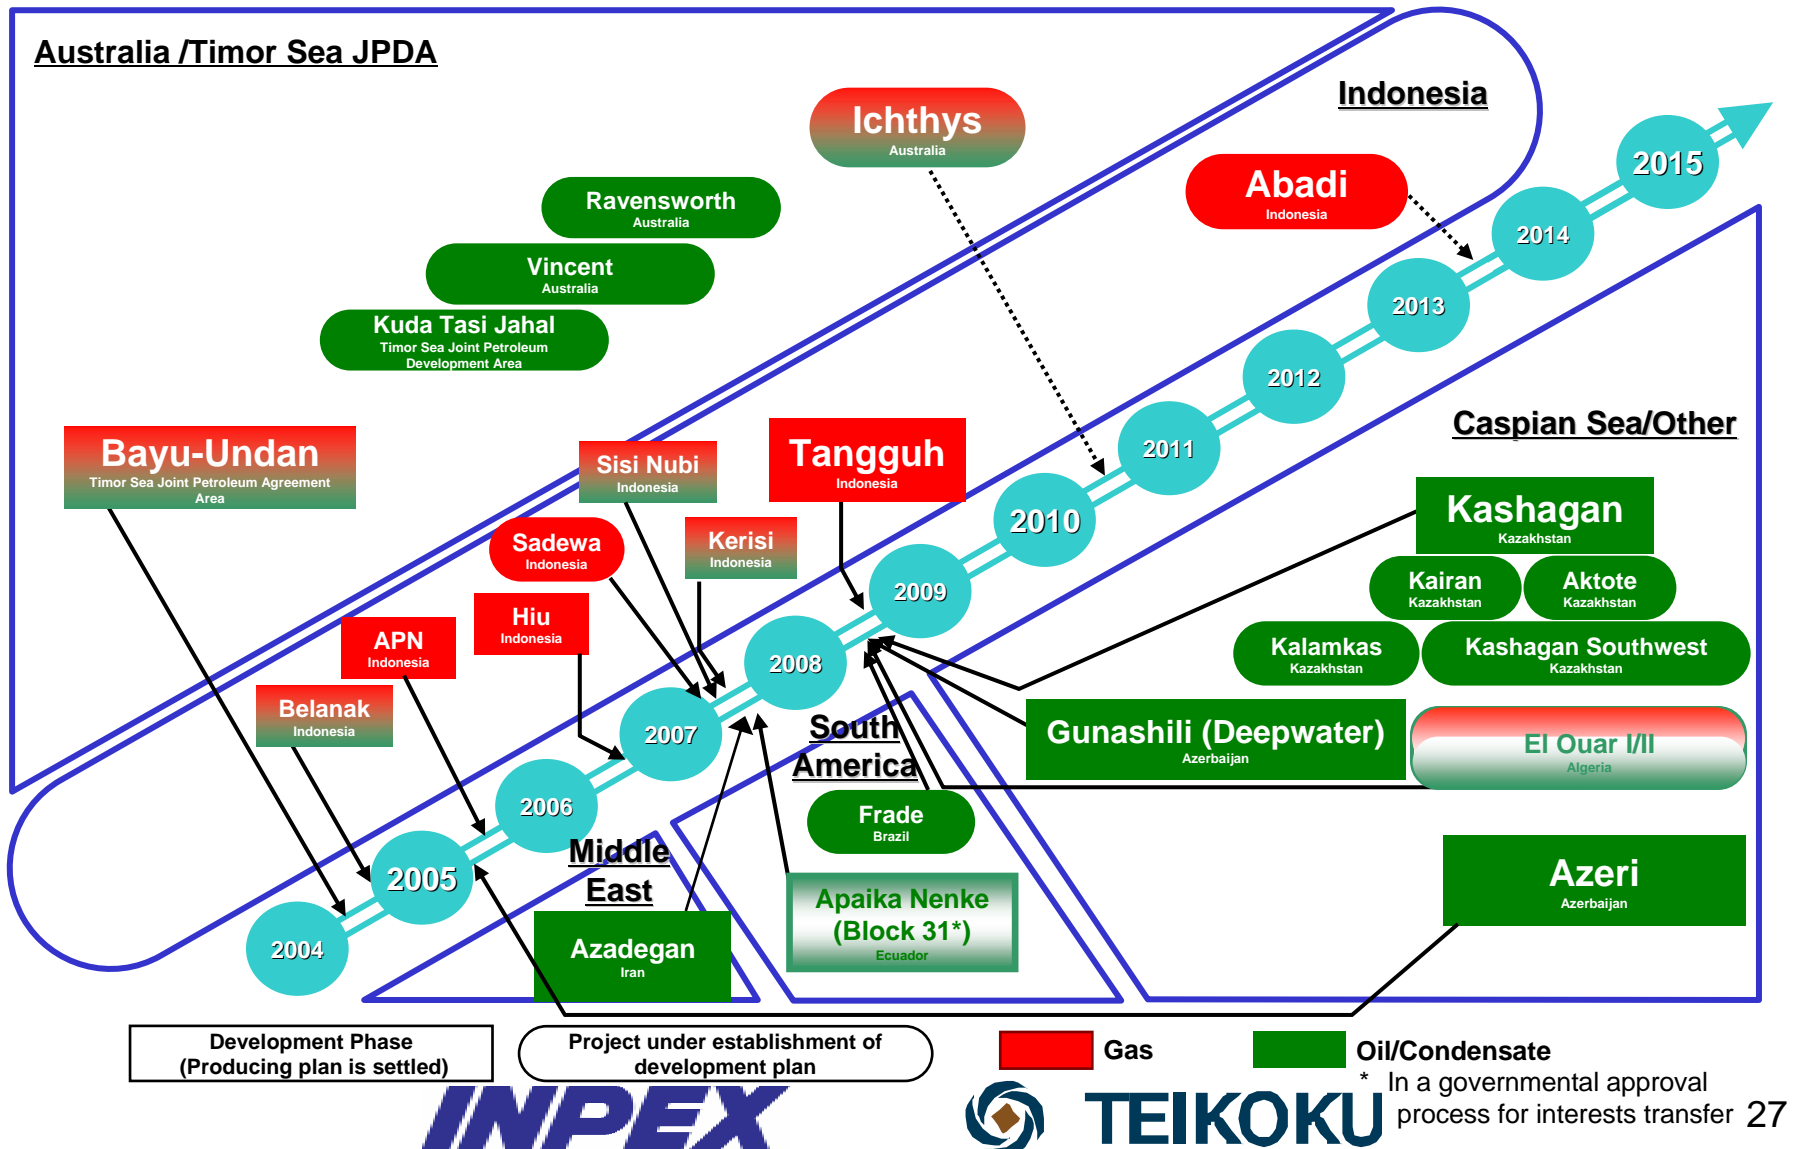 Australia /Timor Sea JPDA
Indonesia
Ichthys
Australia
Abadi
Indonesia
Ravensworth
Australia
Vincent
Australia
Kuda Tasi Jahal
Timor Sea Joint Petroleum
Development Area
2015
2014
2013
2012
2011
2010
2009
2008
2007
2006
2005
2004
Bayu-Undan
Timor Sea Joint Petroleum Agreement
Area
Sisi Nubi
Indonesia
Tangguh
Indonesia
Sadewa
Indonesia
Kerisi
Indonesia
Hiu
Indonesia
APN
Indonesia
Belanak
Indonesia
Caspian Sea/Other
Kashagan
Kazakhstan
Kairan
Kazakhstan
Aktote
Kazakhstan
Kalamkas
Kazakhstan
Kashagan Southwest
Kazakhstan
Gunashili (Deepwater)
Azerbaijan
El Ouar I/II
Algeria
Azeri
Azerbaijan
South
America
Frade
Brazil
Apaika Nenke
(Block 31*)
Ecuador
Middle
East
Azadegan
Iran
Development Phase
(Producing plan is settled)
Project under establishment of
development plan
Gas
Oil/Condensate
* In a governmental approval
process for interests transfer
27
INPEX
TEIKOKU